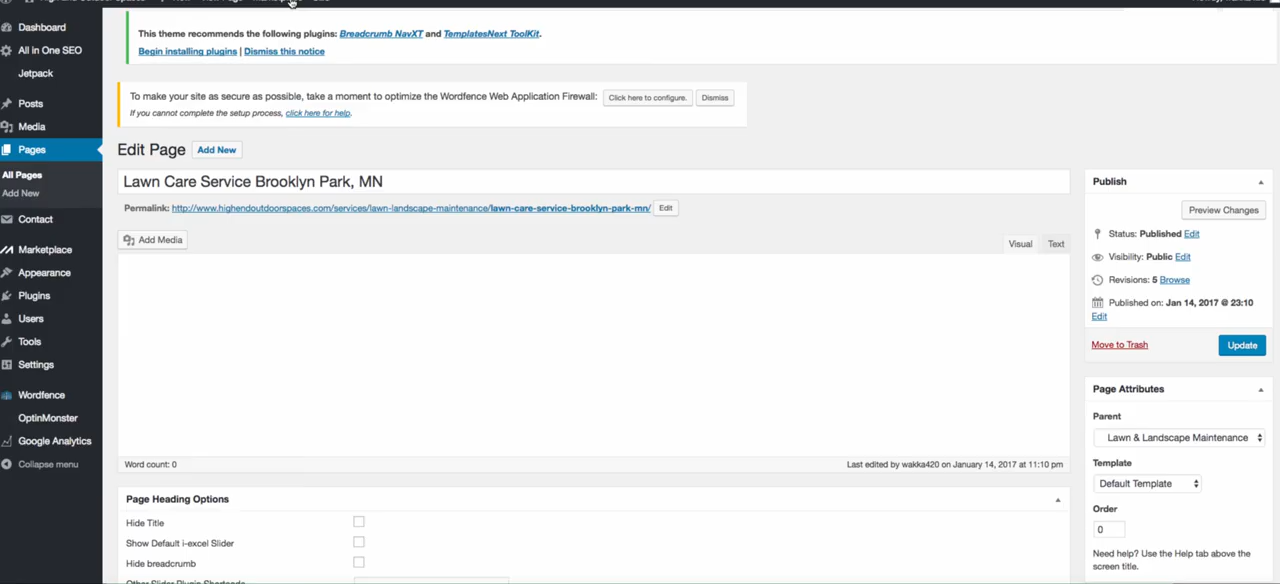 This theme recommends the following plugins: Breadcrumb NavXT and TemplatesNext ToolKit.
Begin installing plugins | Dismiss this notice
To make your site as secure as possible, take a moment to optimize the Wordfence Web Application Firewall: Click here to configure. Dismiss
If you cannot complete the setup process, click here for help.
Dashboard
All in One SEO
Jetpack
Posts
Media
Pages
All Pages
Add New
Contact
Marketplace
Appearance
Plugins
Users
Tools
Settings
Wordfence
OptinMonster
Google Analytics
Collapse menu
Edit Page Add New
Lawn Care Service Brooklyn Park, MN
Permalink: http://www.highendoutdoorspaces.com/services/lawn-landscape-maintenance/lawn-care-service-brooklyn-park-mn/ Edit
Add Media
Visual Text
Word count: 0
Last edited by wakka420 on January 14, 2017 at 11:10 pm
Page Heading Options
Hide Title
Show Default i-excel Slider
Hide breadcrumb
Other Slider Plugin Shortcode
Publish
Preview Changes
Status: Published Edit
Visibility: Public Edit
Revisions: 5 Browse
Published on: Jan 14, 2017 @ 23:10
Edit
Move to Trash
Update
Page Attributes
Parent
Lawn & Landscape Maintenance
Template
Default Template
Order
0
Need help? Use the Help tab above the
screen title.